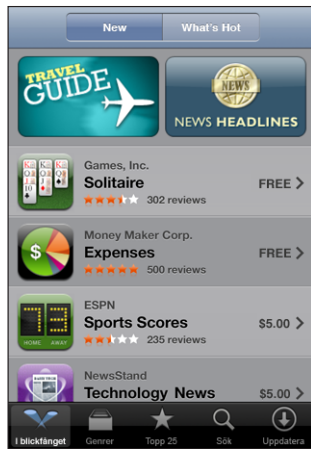 New What's Hot
TRAVEL
GUIDE
NEWS
NEWS HEADLINES
Games, Inc.
Solitaire FREE
302 reviews
Money Maker Corp.
Expenses FREE
500 reviews
$
ESPN
Sports Scores $5.00
235 reviews
73
HOME AWAY
NewsStand
Technology News $5.00
I blickfånget Genrer Topp 25 Sök Uppdatera